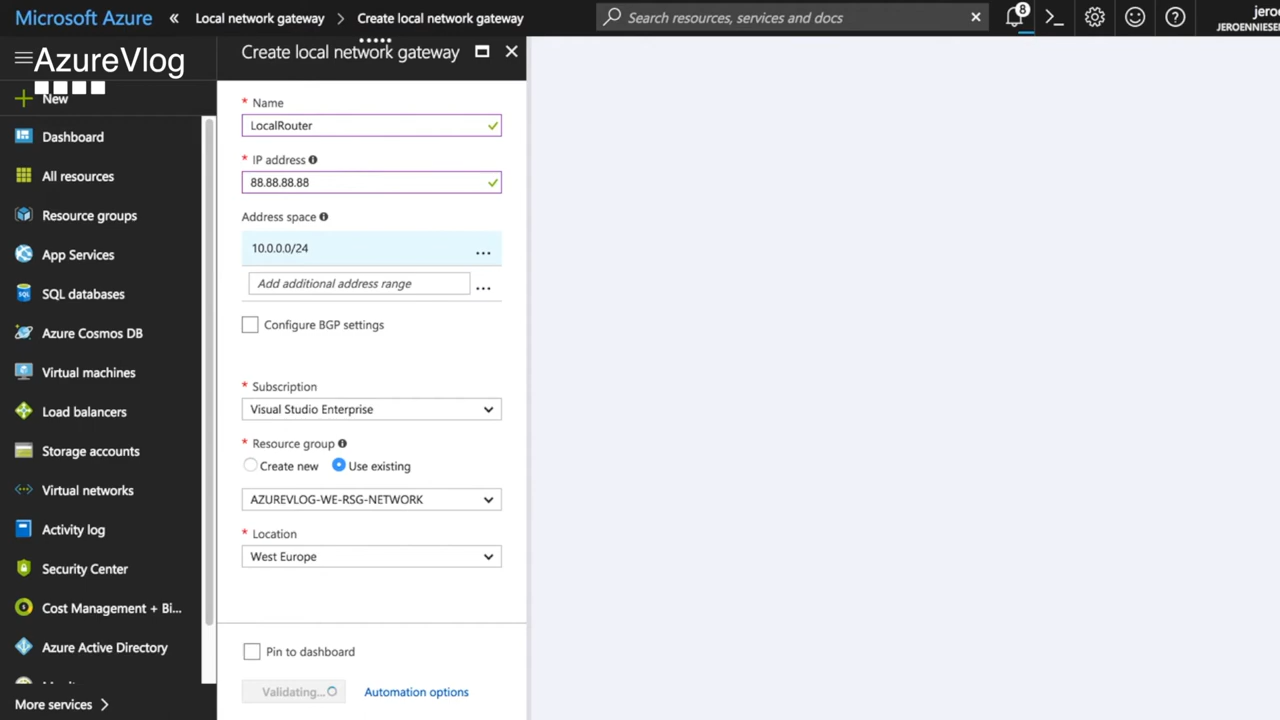 Microsoft Azure
Local network gateway
Create local network gateway
Search resources, services and docs
8
jeroe
JEROENNIESEN
AzureVlog
New
Dashboard
All resources
Resource groups
App Services
SQL databases
Azure Cosmos DB
Virtual machines
Load balancers
Storage accounts
Virtual networks
Activity log
Security Center
Cost Management + Bi...
Azure Active Directory
More services
Create local network gateway
* Name
LocalRouter
* IP address
88.88.88.88
Address space
10.0.0.0/24
...
Add additional address range
...
Configure BGP settings
* Subscription
Visual Studio Enterprise
* Resource group
Create new
Use existing
AZUREVLOG-WE-RSG-NETWORK
* Location
West Europe
Pin to dashboard
Validating...
Automation options